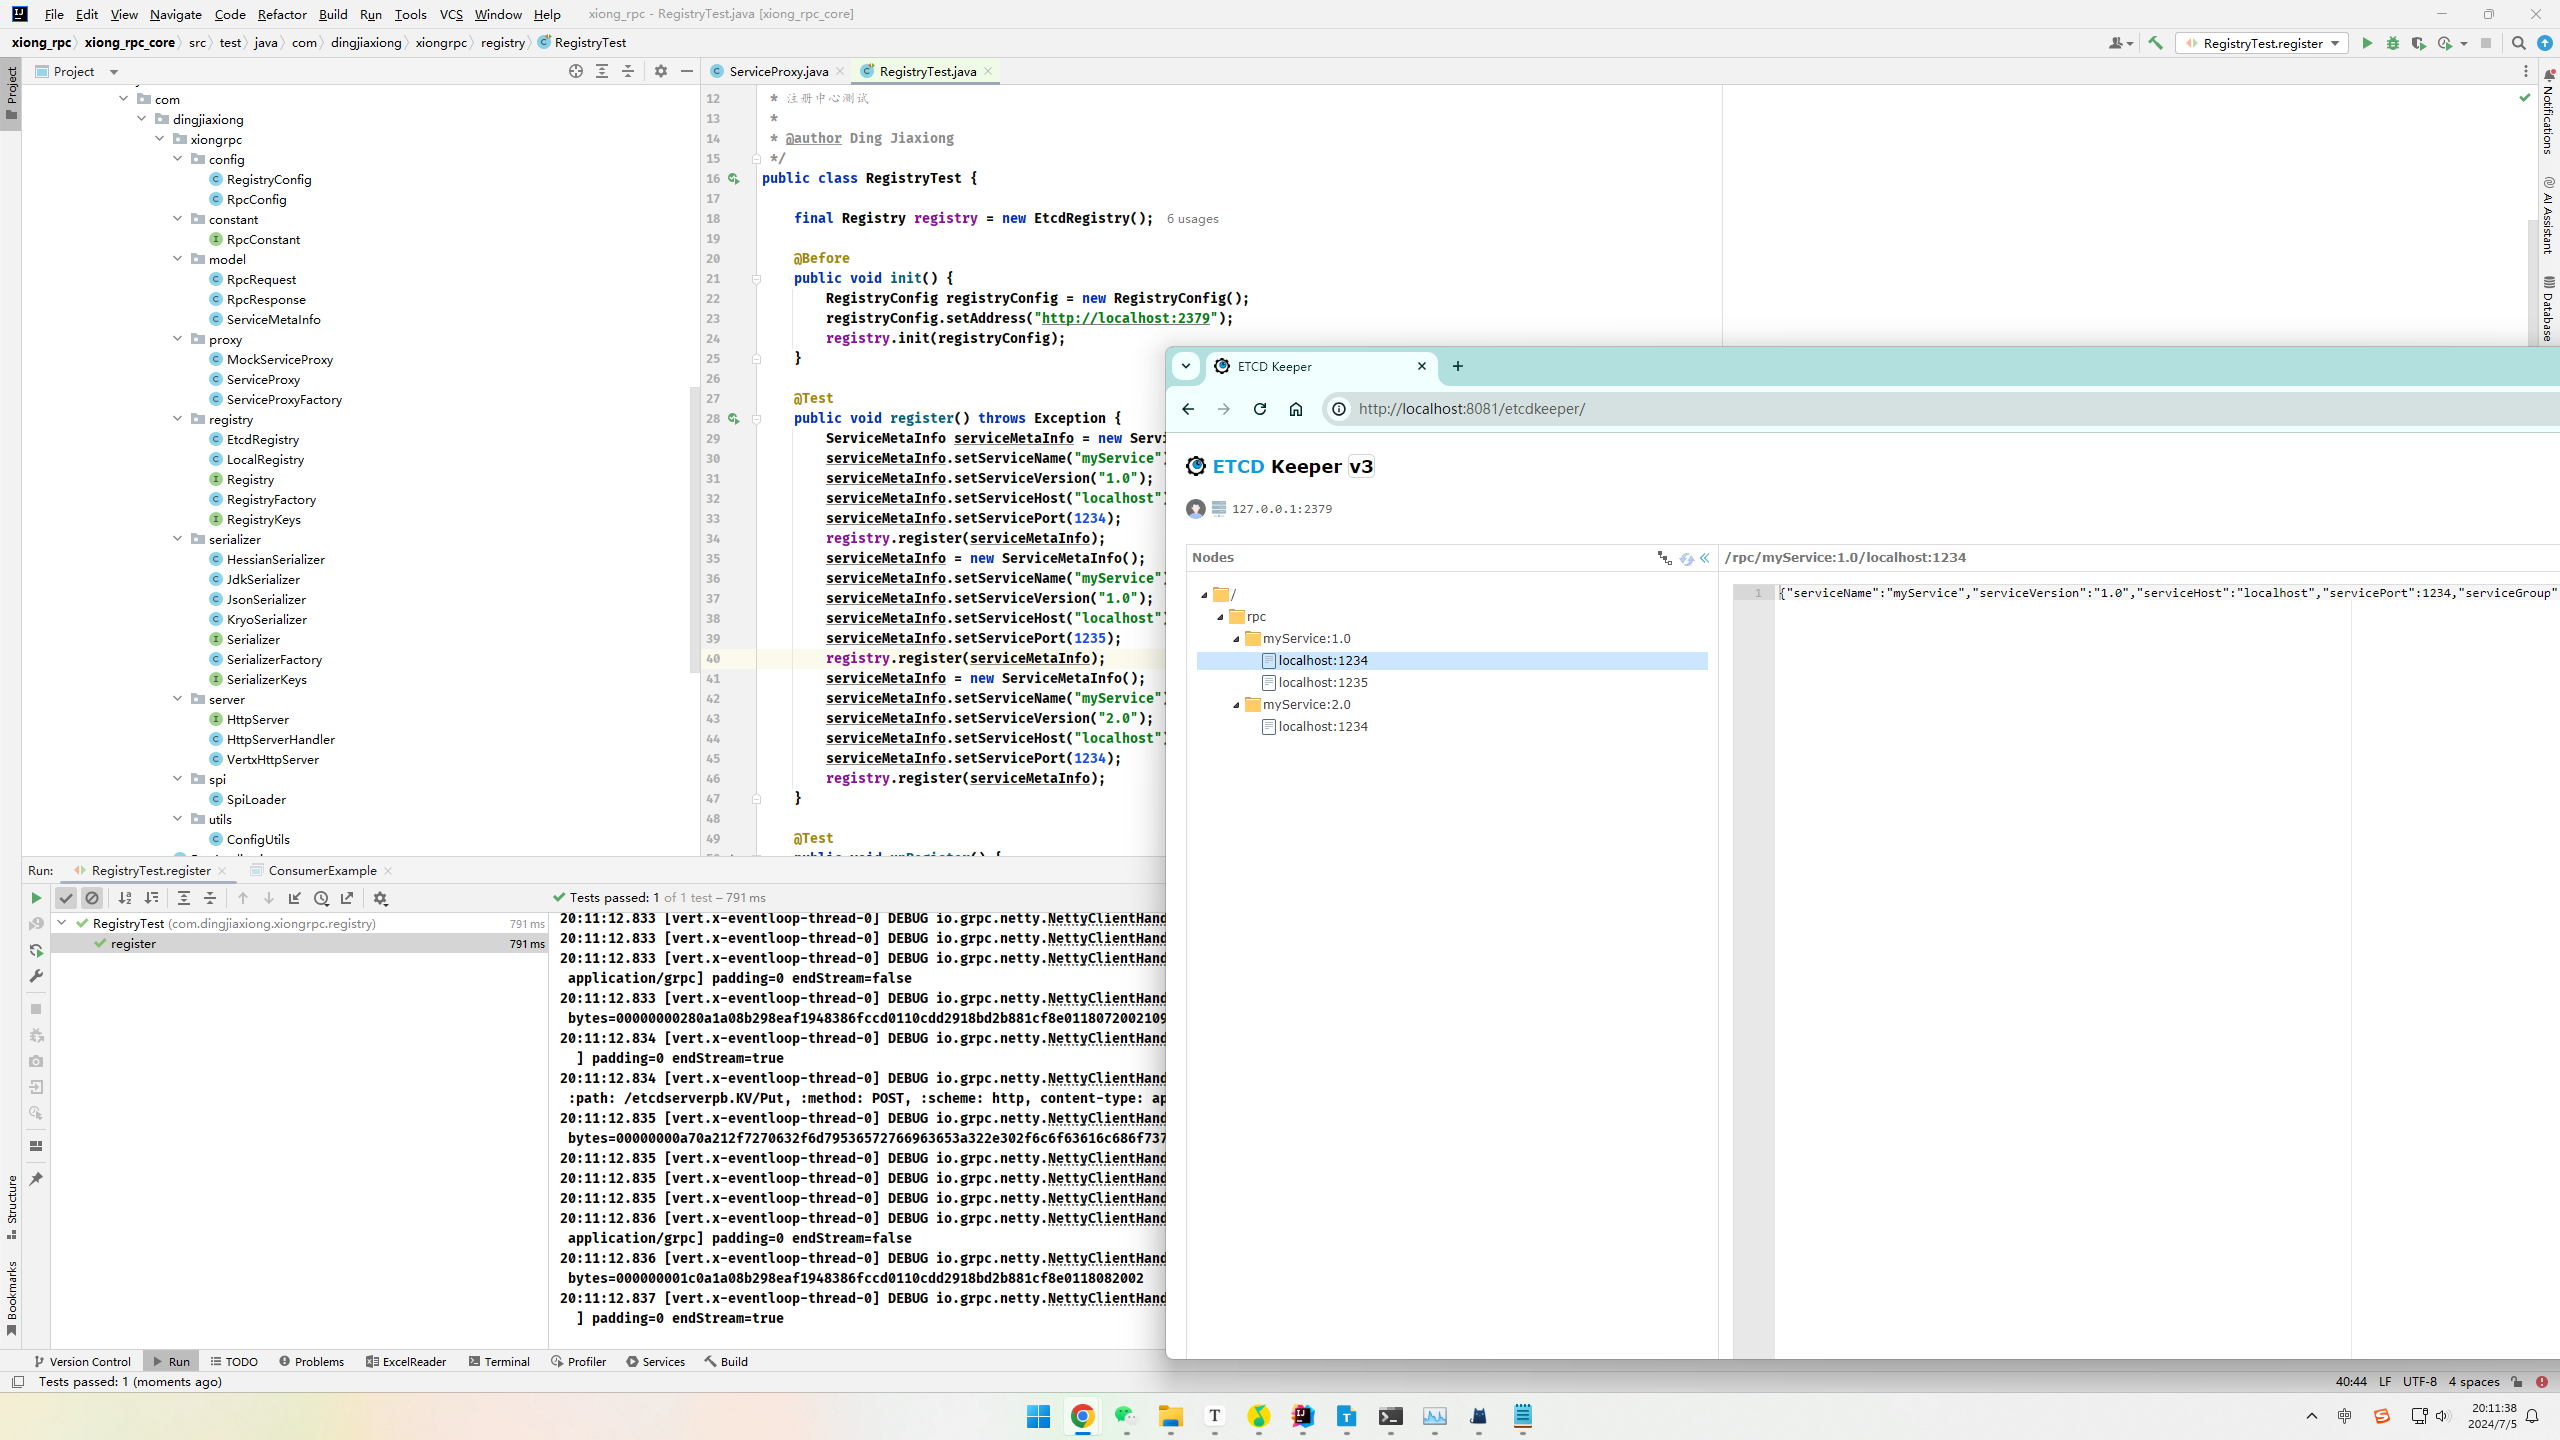 File Edit View Navigate Code Refactor Build Run Tools VCS Window Help xiong_rpc - RegistryTest.java [xiong_rpc_core]
xiong_rpc xiong_rpc_core src test java com dingjiaxiong xiongrpc registry RegistryTest RegistryTest.register
Project
ServiceProxy.java RegistryTest.java
Project
Structure
Bookmarks
Notifications
AI Assistant
Database
com
dingjiaxiong
xiongrpc
config
RegistryConfig
RpcConfig
constant
RpcConstant
model
RpcRequest
RpcResponse
ServiceMetaInfo
proxy
MockServiceProxy
ServiceProxy
ServiceProxyFactory
registry
EtcdRegistry
LocalRegistry
Registry
RegistryFactory
RegistryKeys
serializer
HessianSerializer
JdkSerializer
JsonSerializer
KryoSerializer
Serializer
SerializerFactory
SerializerKeys
server
HttpServer
HttpServerHandler
VertxHttpServer
spi
SpiLoader
utils
ConfigUtils
12 * 注册中心测试
13 *
14 * @author Ding Jiaxiong
15 */
16 public class RegistryTest {
17
18 final Registry registry = new EtcdRegistry(); 6 usages
19
20 @Before
21 public void init() {
22 RegistryConfig registryConfig = new RegistryConfig();
23 registryConfig.setAddress("http://localhost:2379");
24 registry.init(registryConfig);
25 }
26
27 @Test
28 public void register() throws Exception {
29 ServiceMetaInfo serviceMetaInfo = new Servi
30 serviceMetaInfo.setServiceName("myService")
31 serviceMetaInfo.setServiceVersion("1.0");
32 serviceMetaInfo.setServiceHost("localhost")
33 serviceMetaInfo.setServicePort(1234);
34 registry.register(serviceMetaInfo);
35 serviceMetaInfo = new ServiceMetaInfo();
36 serviceMetaInfo.setServiceName("myService")
37 serviceMetaInfo.setServiceVersion("1.0");
38 serviceMetaInfo.setServiceHost("localhost")
39 serviceMetaInfo.setServicePort(1235);
40 registry.register(serviceMetaInfo);
41 serviceMetaInfo = new ServiceMetaInfo();
42 serviceMetaInfo.setServiceName("myService")
43 serviceMetaInfo.setServiceVersion("2.0");
44 serviceMetaInfo.setServiceHost("localhost")
45 serviceMetaInfo.setServicePort(1234);
46 registry.register(serviceMetaInfo);
47 }
48
49 @Test
ETCD Keeper
http://localhost:8081/etcdkeeper/
ETCD Keeper v3
127.0.0.1:2379
Nodes
/rpc/myService:1.0/localhost:1234
/
rpc
myService:1.0
localhost:1234
localhost:1235
myService:2.0
localhost:1234
1 {"serviceName":"myService","serviceVersion":"1.0","serviceHost":"localhost","servicePort":1234,"serviceGroup"
Run: RegistryTest.register ConsumerExample
Tests passed: 1 of 1 test – 791 ms
RegistryTest (com.dingjiaxiong.xiongrpc.registry) 791 ms
register 791 ms
20:11:12.833 [vert.x-eventloop-thread-0] DEBUG io.grpc.netty.NettyClientHand
20:11:12.833 [vert.x-eventloop-thread-0] DEBUG io.grpc.netty.NettyClientHand
20:11:12.833 [vert.x-eventloop-thread-0] DEBUG io.grpc.netty.NettyClientHand
application/grpc] padding=0 endStream=false
20:11:12.833 [vert.x-eventloop-thread-0] DEBUG io.grpc.netty.NettyClientHand
bytes=00000000280a1a08b298eaf1948386fccd0110cdd2918bd2b881cf8e0118072002109
20:11:12.834 [vert.x-eventloop-thread-0] DEBUG io.grpc.netty.NettyClientHand
] padding=0 endStream=true
20:11:12.834 [vert.x-eventloop-thread-0] DEBUG io.grpc.netty.NettyClientHand
:path: /etcdserverpb.KV/Put, :method: POST, :scheme: http, content-type: ap
20:11:12.835 [vert.x-eventloop-thread-0] DEBUG io.grpc.netty.NettyClientHand
bytes=00000000a70a212f7270632f6d79536572766963653a322e302f6c6f63616c686f737
20:11:12.835 [vert.x-eventloop-thread-0] DEBUG io.grpc.netty.NettyClientHand
20:11:12.835 [vert.x-eventloop-thread-0] DEBUG io.grpc.netty.NettyClientHand
20:11:12.835 [vert.x-eventloop-thread-0] DEBUG io.grpc.netty.NettyClientHand
20:11:12.836 [vert.x-eventloop-thread-0] DEBUG io.grpc.netty.NettyClientHand
application/grpc] padding=0 endStream=false
20:11:12.836 [vert.x-eventloop-thread-0] DEBUG io.grpc.netty.NettyClientHand
bytes=000000001c0a1a08b298eaf1948386fccd0110cdd2918bd2b881cf8e0118082002
20:11:12.837 [vert.x-eventloop-thread-0] DEBUG io.grpc.netty.NettyClientHand
] padding=0 endStream=true
Version Control Run TODO Problems ExcelReader Terminal Profiler Services Build
Tests passed: 1 (moments ago) 40:44 LF UTF-8 4 spaces
中
20:11:38
2024/7/5